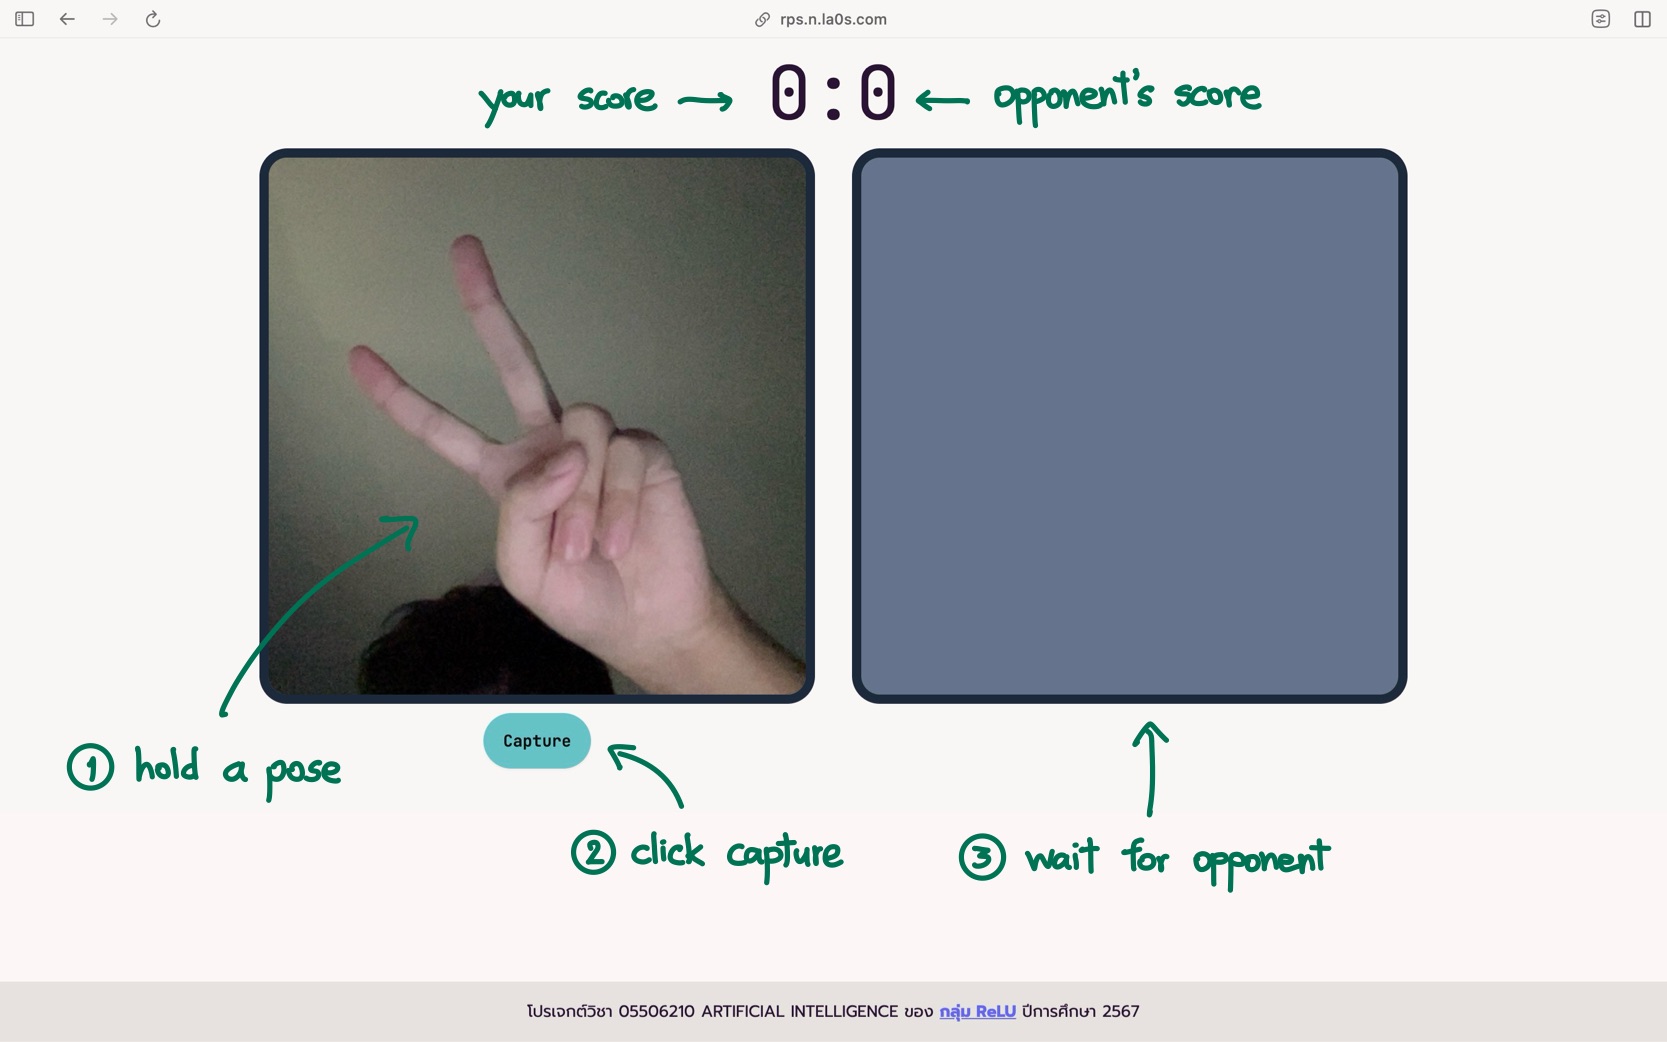 rps.n.la0s.com
your score → 0:0 ← opponent's score
① hold a pose
Capture
② click capture
③ wait for opponent
โปรเจกต์วิชา 05506210 ARTIFICIAL INTELLIGENCE ของ กลุ่ม ReLU ปีการศึกษา 2567